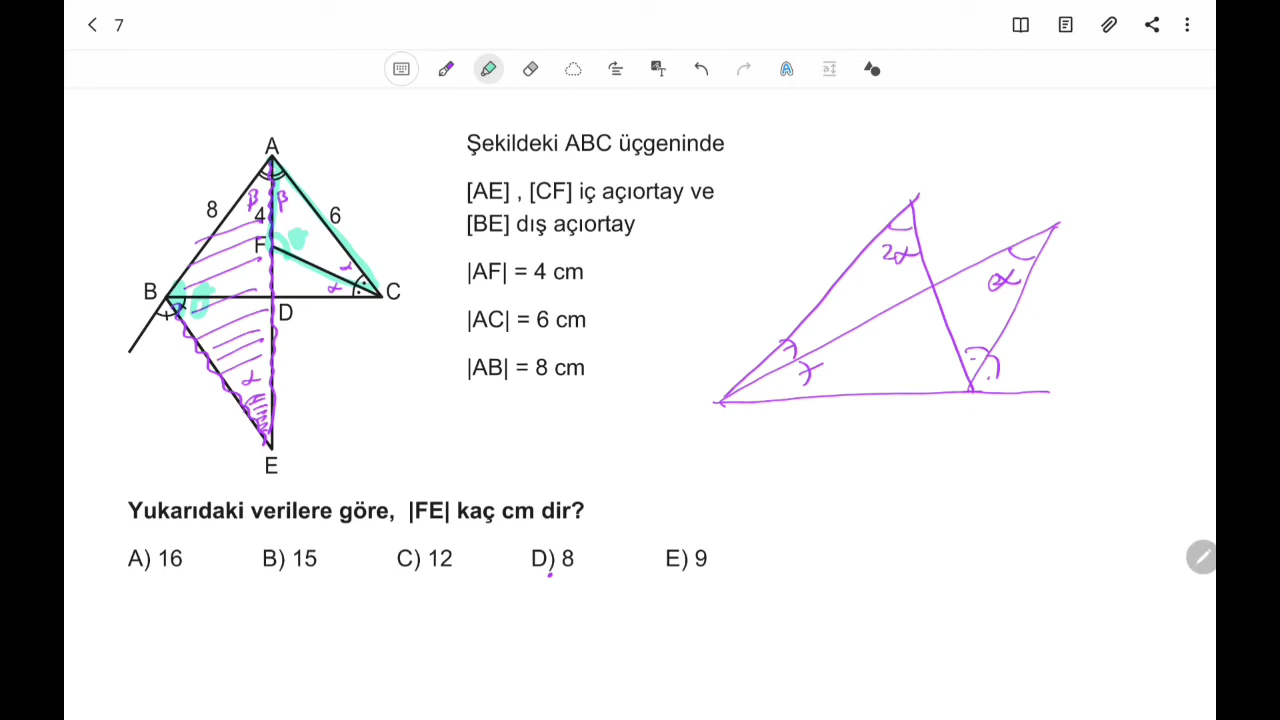 7
A
8
β
β
4
6
F
α
α
B
C
D
α
E
Şekildeki ABC üçgeninde
[AE] , [CF] iç açıortay ve
[BE] dış açıortay
|AF| = 4 cm
|AC| = 6 cm
|AB| = 8 cm
2α
α
Yukarıdaki verilere göre, |FE| kaç cm dir?
A) 16 B) 15 C) 12 D) 8 E) 9